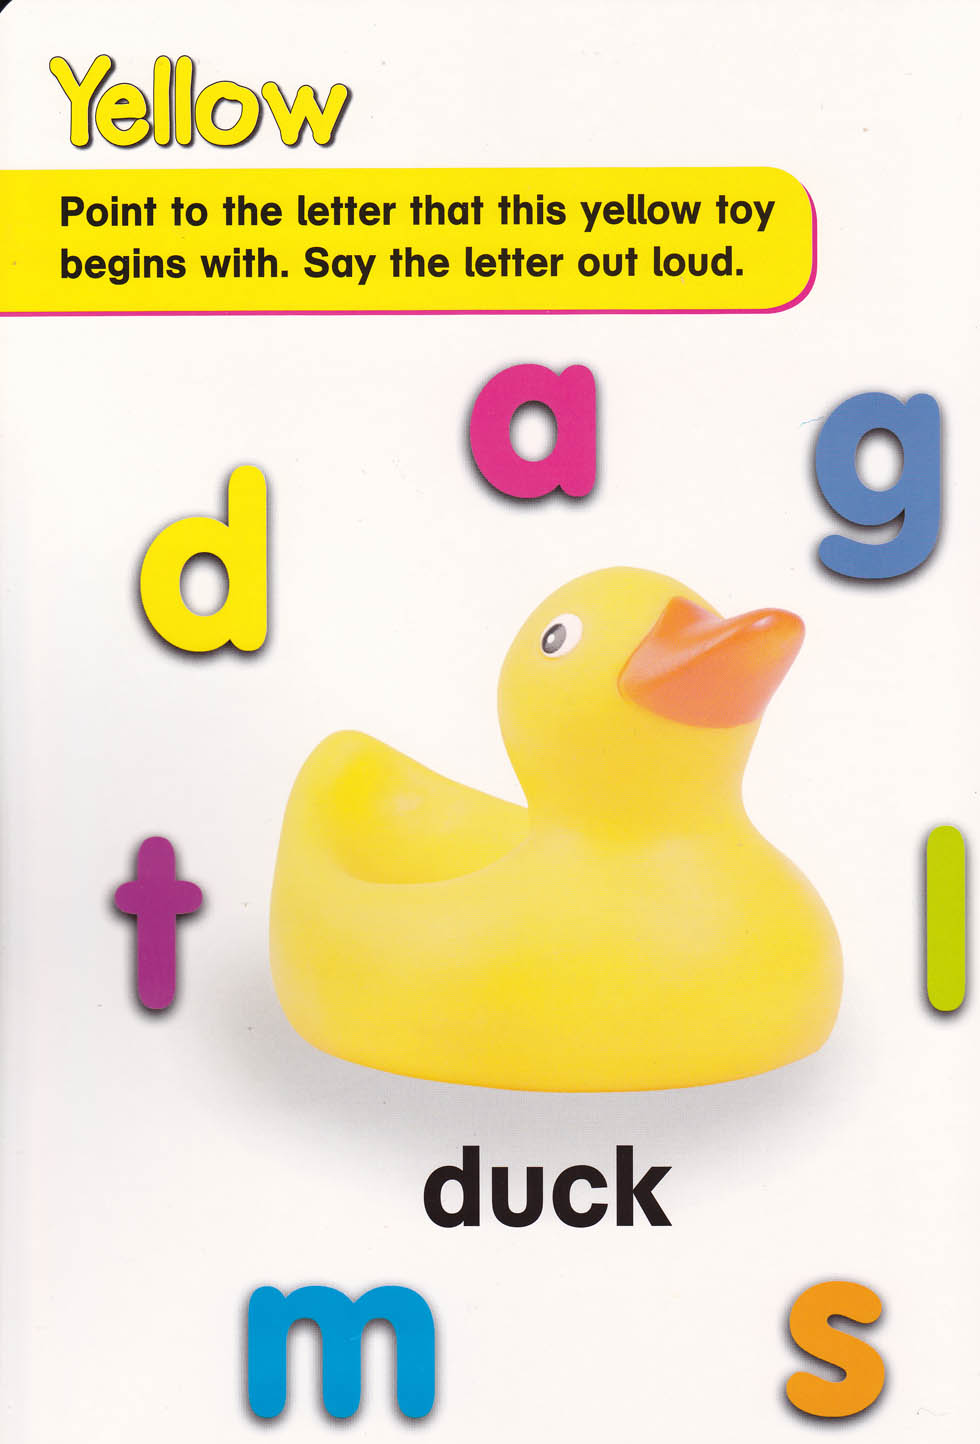 Yellow
Point to the letter that this yellow toy
begins with. Say the letter out loud.
a
g
d
t
l
duck
m
s